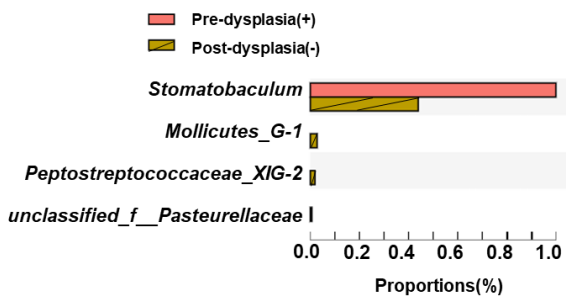 Pre-dysplasia(+)
Post-dysplasia(-)
Stomatobaculum
Mollicutes_G-1
Peptostreptococcaceae_XIG-2
unclassified_f__Pasteurellaceae
0.0 0.2 0.4 0.6 0.8 1.0
Proportions(%)